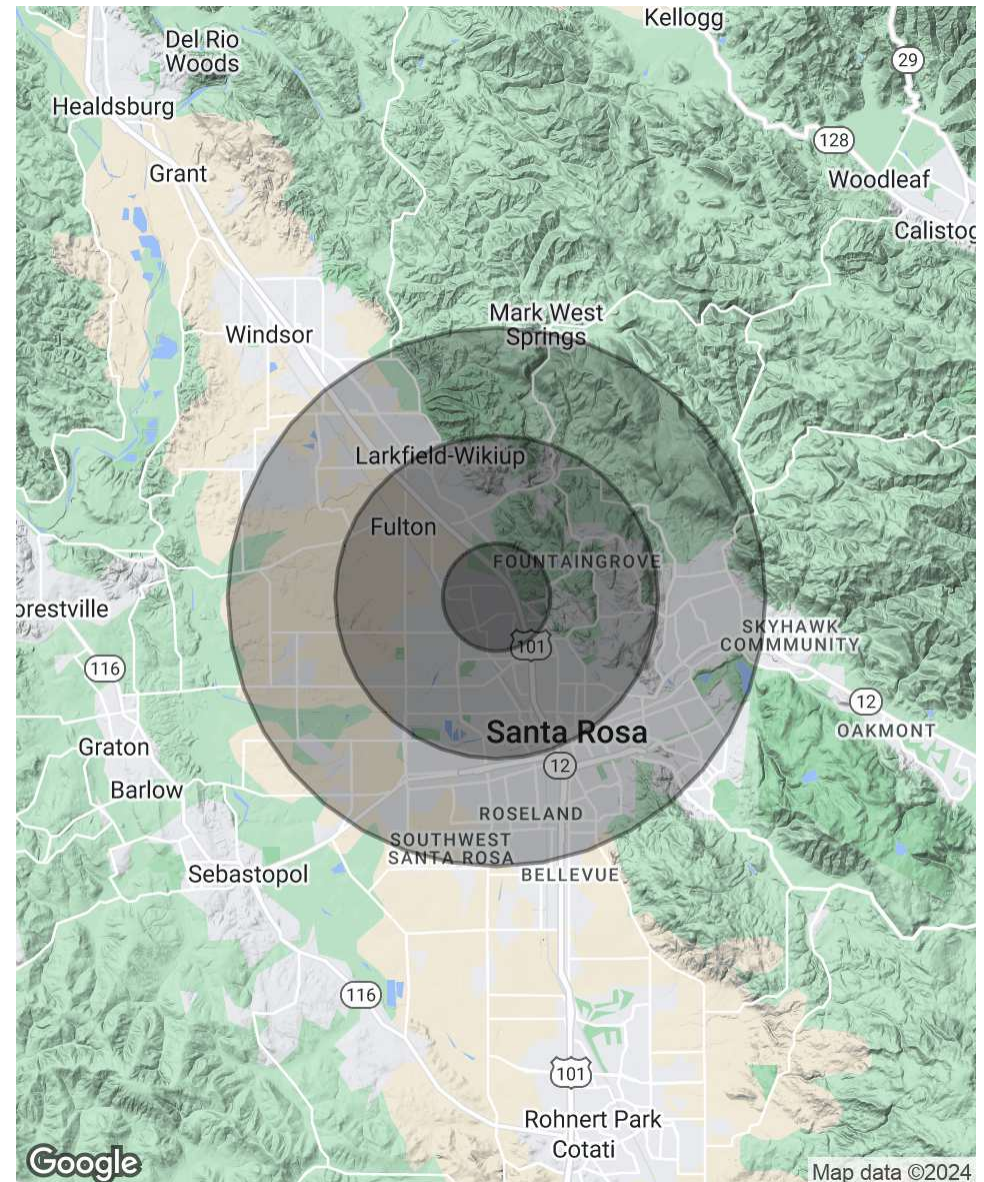 Kellogg
Del Rio
Woods
29
Healdsburg
128
Grant
Woodleaf
Calistog
Mark West
Springs
Windsor
Larkfield-Wikiup
Fulton
FOUNTAINGROVE
orestville
SKYHAWK
COMMMUNITY
101
116
12
OAKMONT
Santa Rosa
Graton
12
Barlow
ROSELAND
SOUTHWEST
SANTA ROSA
Sebastopol
BELLEVUE
116
101
Rohnert Park
Cotati
Google
Map data ©2024